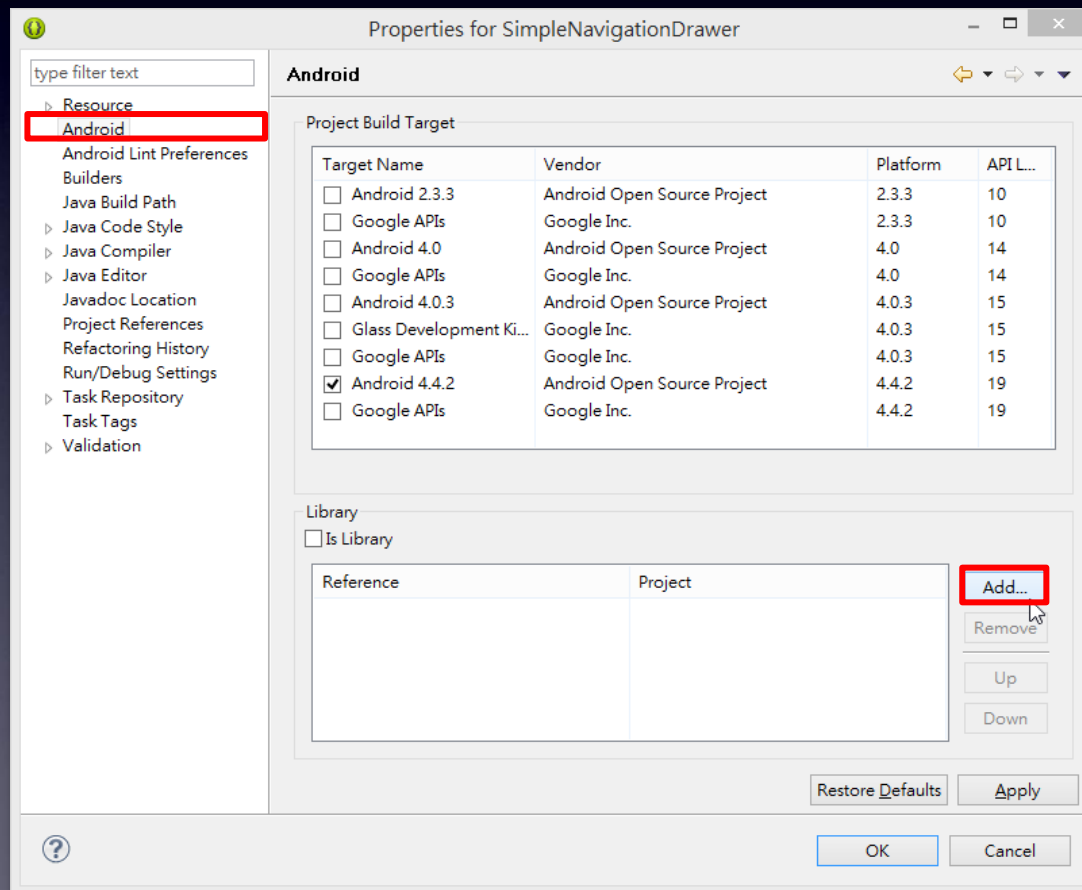 Properties for SimpleNavigationDrawer
type filter text
Resource
Android
Android Lint Preferences
Builders
Java Build Path
Java Code Style
Java Compiler
Java Editor
Javadoc Location
Project References
Refactoring History
Run/Debug Settings
Task Repository
Task Tags
Validation
Android
Project Build Target
Target Name Vendor Platform API L...
Android 2.3.3 Android Open Source Project 2.3.3 10
Google APIs Google Inc. 2.3.3 10
Android 4.0 Android Open Source Project 4.0 14
Google APIs Google Inc. 4.0 14
Android 4.0.3 Android Open Source Project 4.0.3 15
Glass Development Ki... Google Inc. 4.0.3 15
Google APIs Google Inc. 4.0.3 15
Android 4.4.2 Android Open Source Project 4.4.2 19
Google APIs Google Inc. 4.4.2 19
Library
Is Library
Reference Project
Add...
Remove
Up
Down
Restore Defaults Apply
? OK Cancel